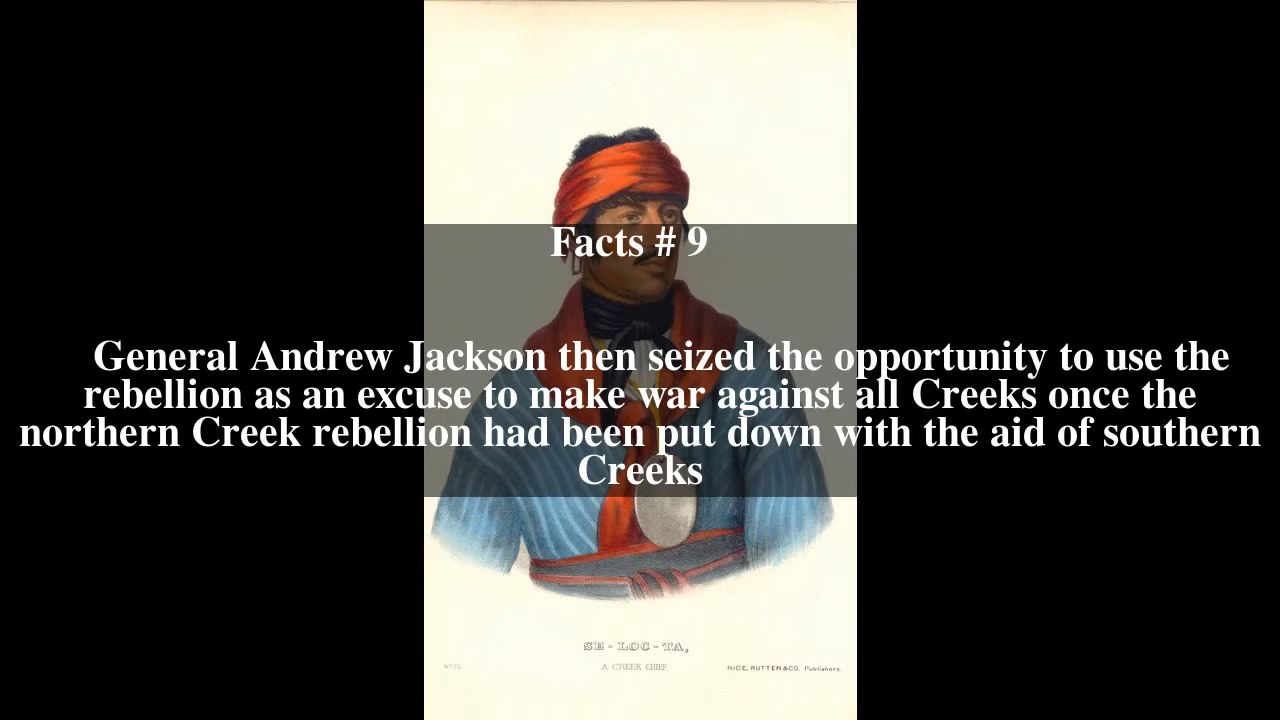 Facts # 9
General Andrew Jackson then seized the opportunity to use the
rebellion as an excuse to make war against all Creeks once the
northern Creek rebellion had been put down with the aid of southern
Creeks
SE-LOC-TA,
A CREEK CHIEF.
RICE, RUTTER & CO. Publishers.